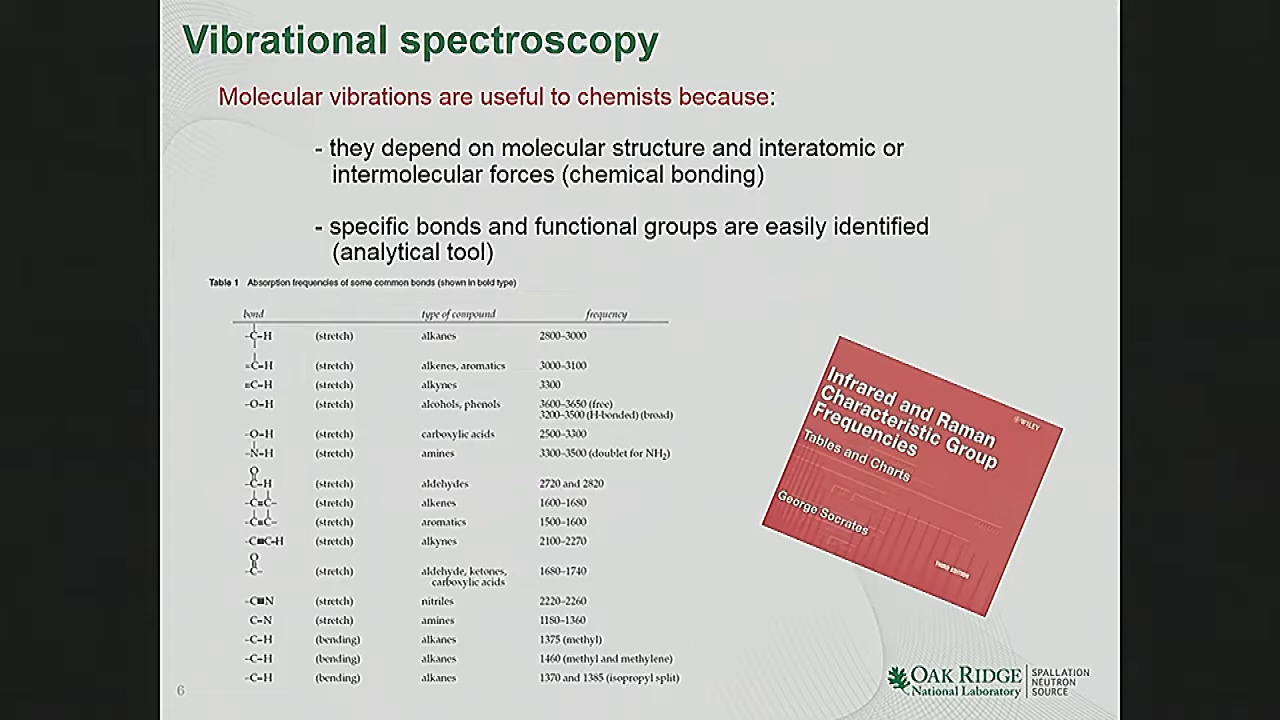 Vibrational spectroscopy
Molecular vibrations are useful to chemists because:
- they depend on molecular structure and interatomic or
intermolecular forces (chemical bonding)
- specific bonds and functional groups are easily identified
(analytical tool)
Table 1 Absorption frequencies of some common bonds (shown in bold type)
bond type of compound frequency
-C-H (stretch) alkanes 2800–3000
=C-H (stretch) alkenes, aromatics 3000–3100
≡C-H (stretch) alkynes 3300
-O-H (stretch) alcohols, phenols 3600–3650 (free)
3200–3500 (H-bonded) (broad)
-O-H (stretch) carboxylic acids 2500–3300
-N-H (stretch) amines 3300–3500 (doublet for NH₂)
O
-C-H (stretch) aldehydes 2720 and 2820
-C=C- (stretch) alkenes 1600–1680
-C=C- (stretch) aromatics 1500–1600
-C≡C-H (stretch) alkynes 2100–2270
O
-C- (stretch) aldehyde, ketones, 1680–1740
carboxylic acids
-C≡N (stretch) nitriles 2220–2260
C-N (stretch) amines 1180–1360
-C-H (bending) alkanes 1375 (methyl)
-C-H (bending) alkanes 1460 (methyl and methylene)
-C-H (bending) alkanes 1370 and 1385 (isopropyl split)
WILEY
Infrared and Raman
Characteristic Group
Frequencies
Tables and Charts
George Socrates
THIRD EDITION
6
OAK RIDGE
National Laboratory
SPALLATION
NEUTRON
SOURCE